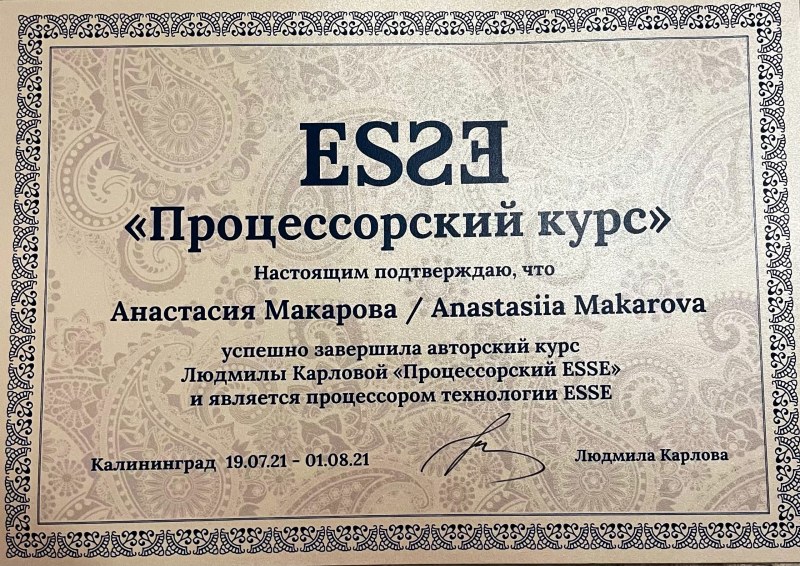 ESSE
«Процессорский курс»
Настоящим подтверждаю, что
Анастасия Макарова / Anastasiia Makarova
успешно завершила авторский курс
Людмилы Карловой «Процессорский ESSE»
и является процессором технологии ESSE
Калининград 19.07.21 - 01.08.21
Людмила Карлова